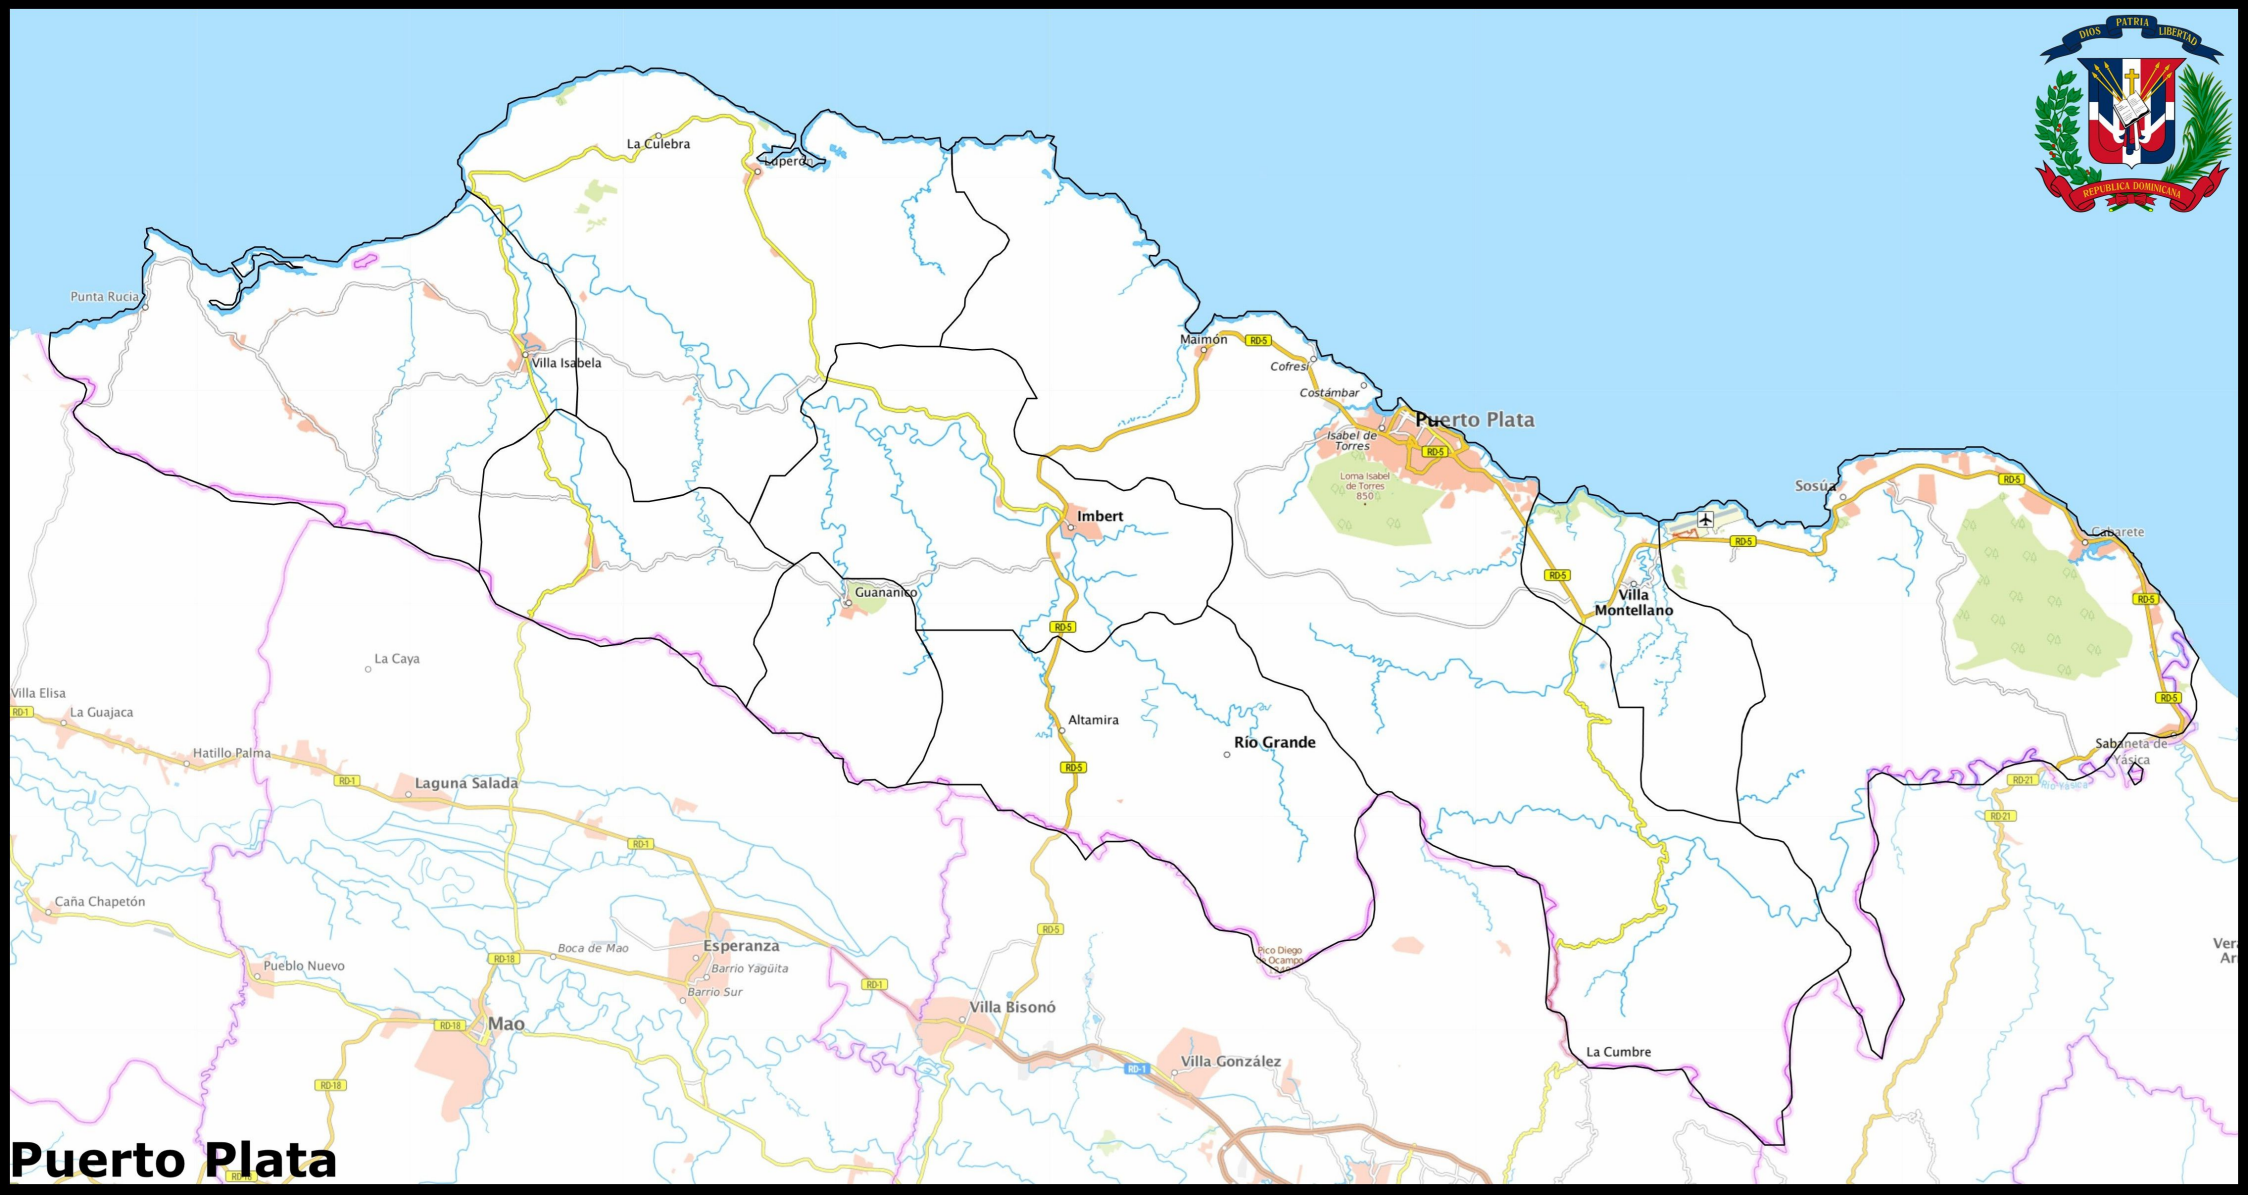 DIOS PATRIA LIBERTAD
REPUBLICA DOMINICANA
La Culebra
Luperón
Punta Rucia
Villa Isabela
Maimón
RD-5
Cofresí
Costámbar
Puerto Plata
Isabel de
Torres
RD-5
Loma Isabel
de Torres
850
Sosúa
RD-5
Imbert
RD-5
Cabarete
RD-5
Guananico
Villa
Montellano
RD-5
RD-5
La Caya
Villa Elisa
RD-1
La Guajaca
Altamira
RD-5
Río Grande
Sabaneta de
Yásica
Hatillo Palma
RD-1
Laguna Salada
RD-5
RD-21
Río Yásica
RD-21
RD-1
Caña Chapetón
Esperanza
Boca de Mao
RD-18
Barrio Yagüita
Barrio Sur
RD-5
Pico Diego
de Ocampo
Pueblo Nuevo
RD-1
Villa Bisonó
RD-18
Mao
Villa González
RD-1
La Cumbre
RD-18
Puerto Plata